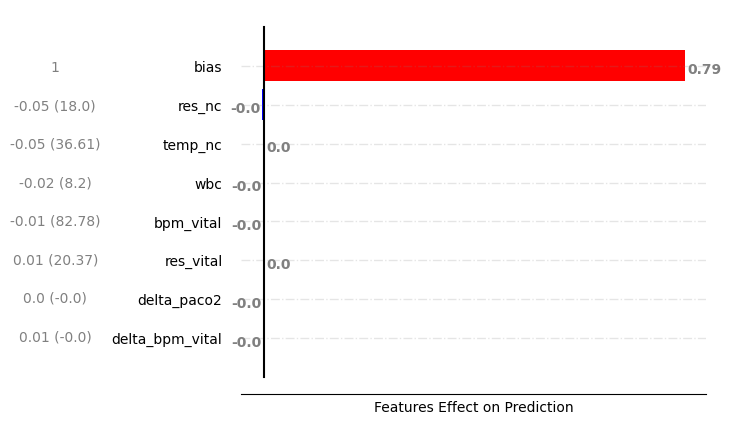 1 bias 0.79
-0.05 (18.0) res_nc -0.0
-0.05 (36.61) temp_nc 0.0
-0.02 (8.2) wbc -0.0
-0.01 (82.78) bpm_vital -0.0
0.01 (20.37) res_vital 0.0
0.0 (-0.0) delta_paco2 -0.0
0.01 (-0.0) delta_bpm_vital -0.0
Features Effect on Prediction